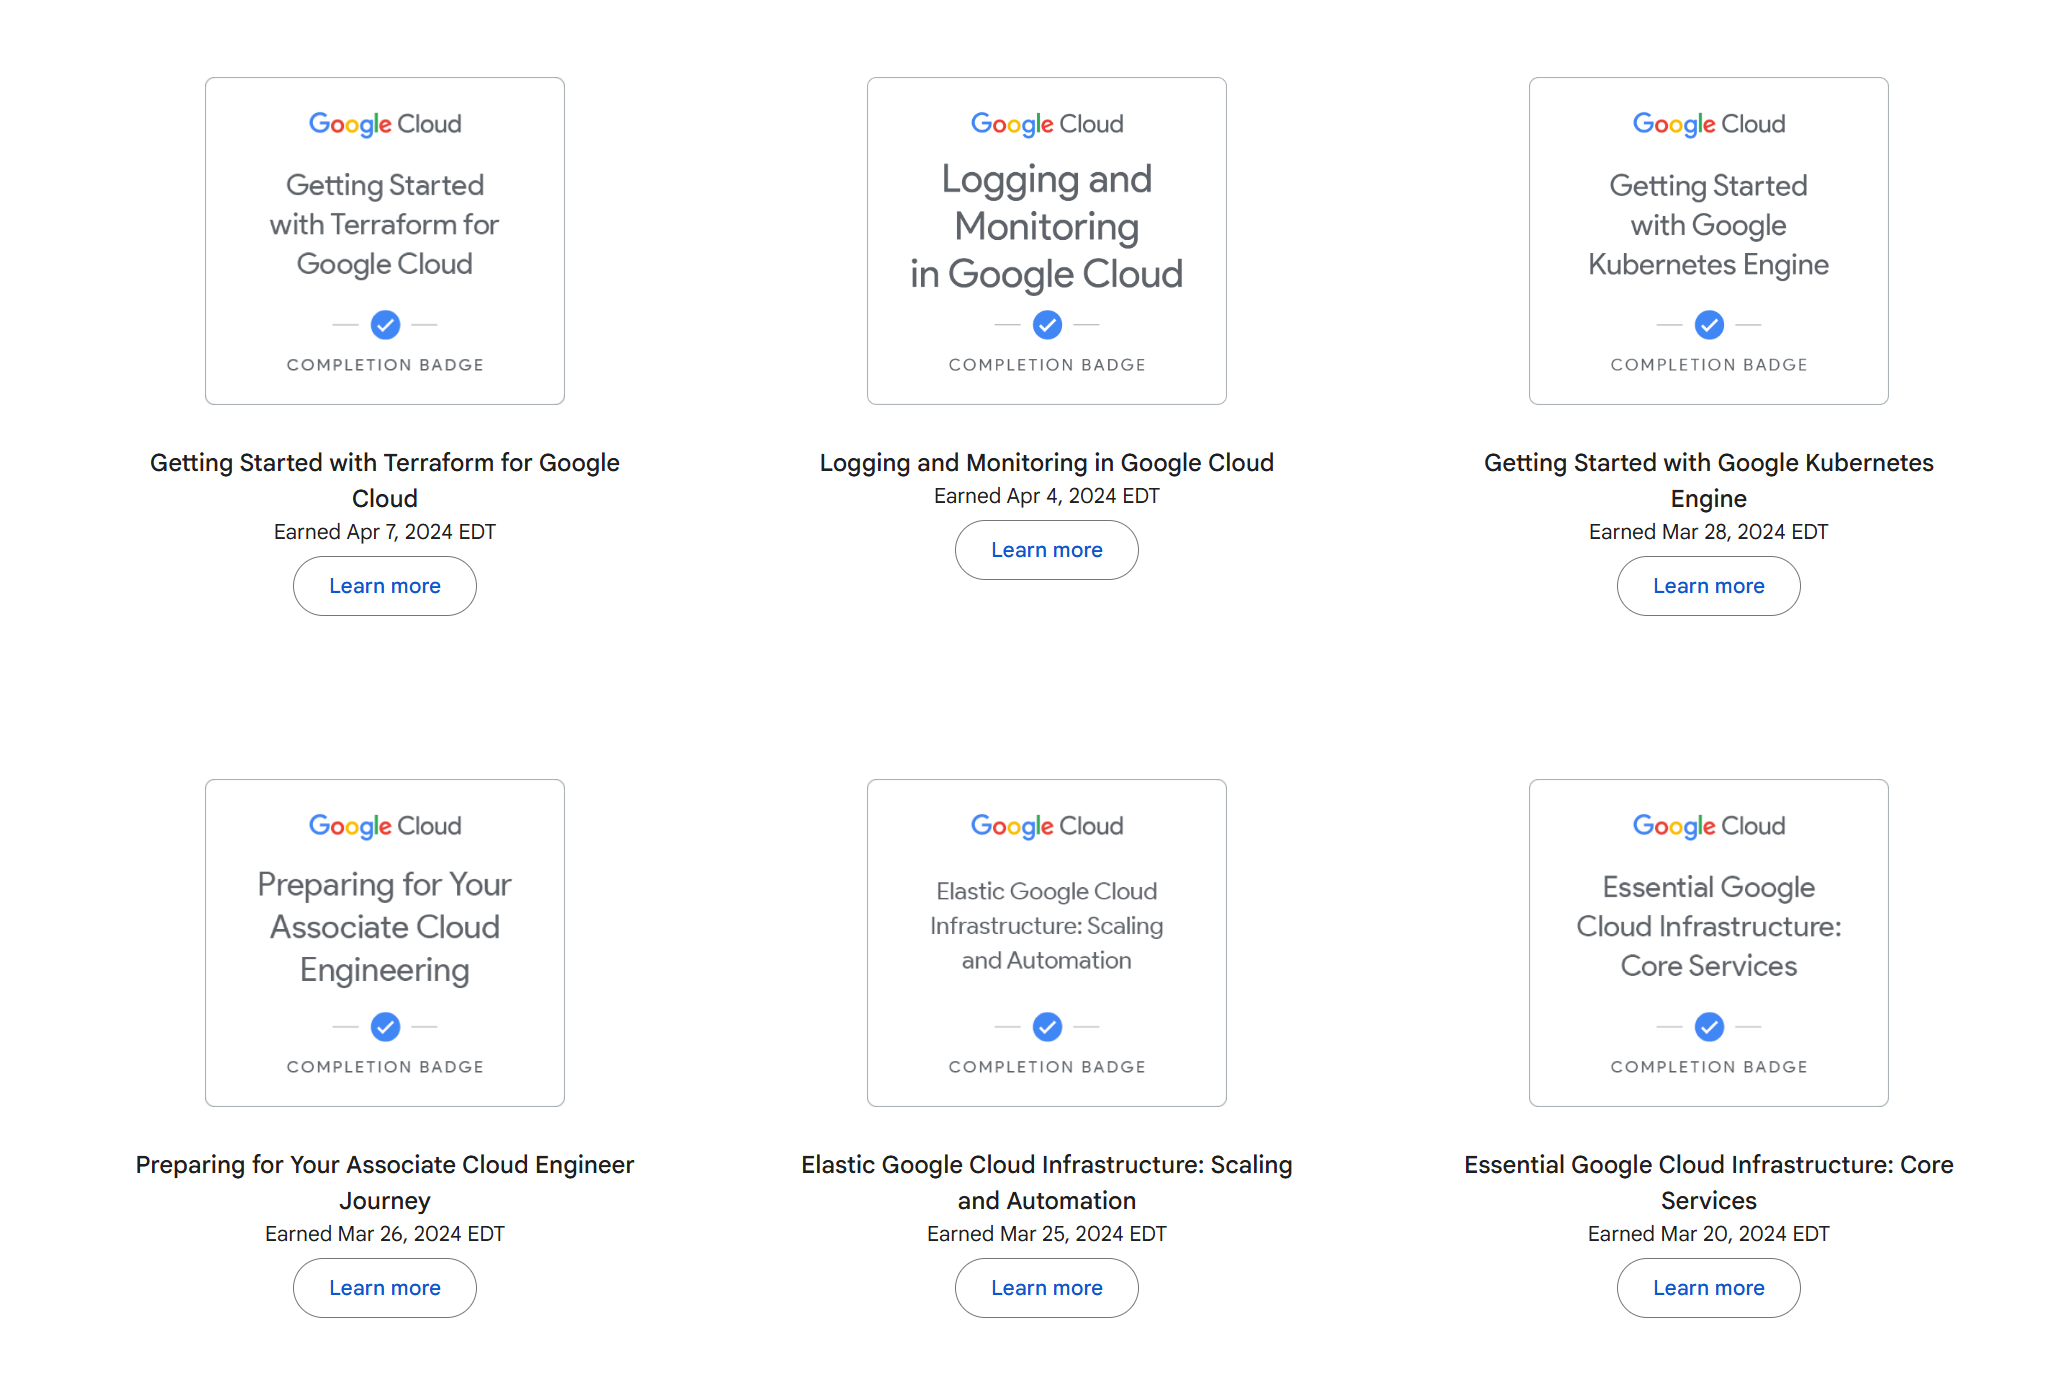 Google Cloud
Getting Started
with Terraform for
Google Cloud
COMPLETION BADGE
Getting Started with Terraform for Google
Cloud
Earned Apr 7, 2024 EDT
Learn more
Google Cloud
Logging and
Monitoring
in Google Cloud
COMPLETION BADGE
Logging and Monitoring in Google Cloud
Earned Apr 4, 2024 EDT
Learn more
Google Cloud
Getting Started
with Google
Kubernetes Engine
COMPLETION BADGE
Getting Started with Google Kubernetes
Engine
Earned Mar 28, 2024 EDT
Learn more
Google Cloud
Preparing for Your
Associate Cloud
Engineering
COMPLETION BADGE
Preparing for Your Associate Cloud Engineer
Journey
Earned Mar 26, 2024 EDT
Learn more
Google Cloud
Elastic Google Cloud
Infrastructure: Scaling
and Automation
COMPLETION BADGE
Elastic Google Cloud Infrastructure: Scaling
and Automation
Earned Mar 25, 2024 EDT
Learn more
Google Cloud
Essential Google
Cloud Infrastructure:
Core Services
COMPLETION BADGE
Essential Google Cloud Infrastructure: Core
Services
Earned Mar 20, 2024 EDT
Learn more